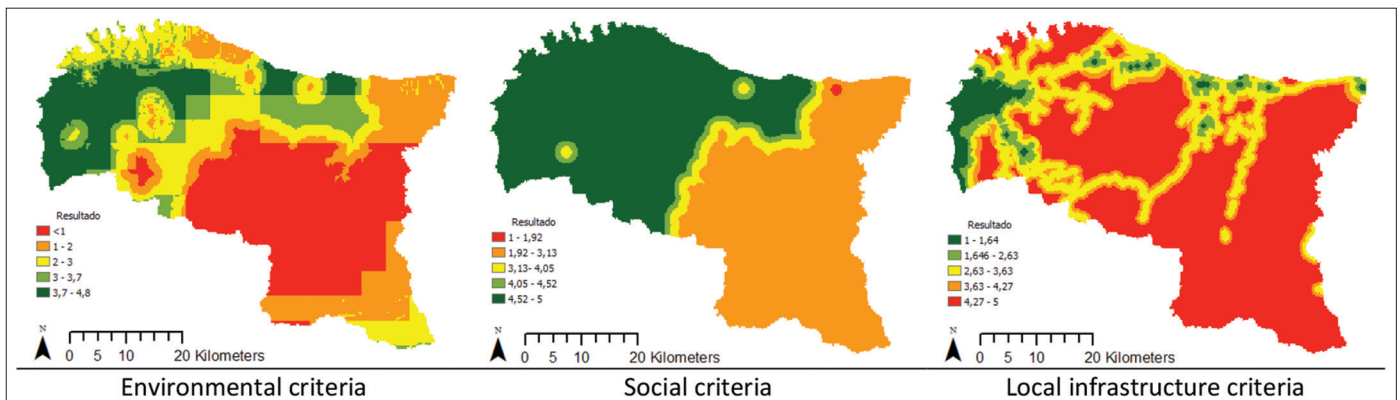 Resultado
<1
1 - 2
2 - 3
3 - 3,7
3,7 - 4,8
N
0 5 10 20 Kilometers
Environmental criteria
Resultado
1 - 1,92
1,92 - 3,13
3,13- 4,05
4,05 - 4,52
4,52 - 5
N
0 5 10 20 Kilometers
Social criteria
Resultado
1 - 1,64
1,646 - 2,63
2,63 - 3,63
3,63 - 4,27
4,27 - 5
N
0 5 10 20 Kilometers
Local infrastructure criteria